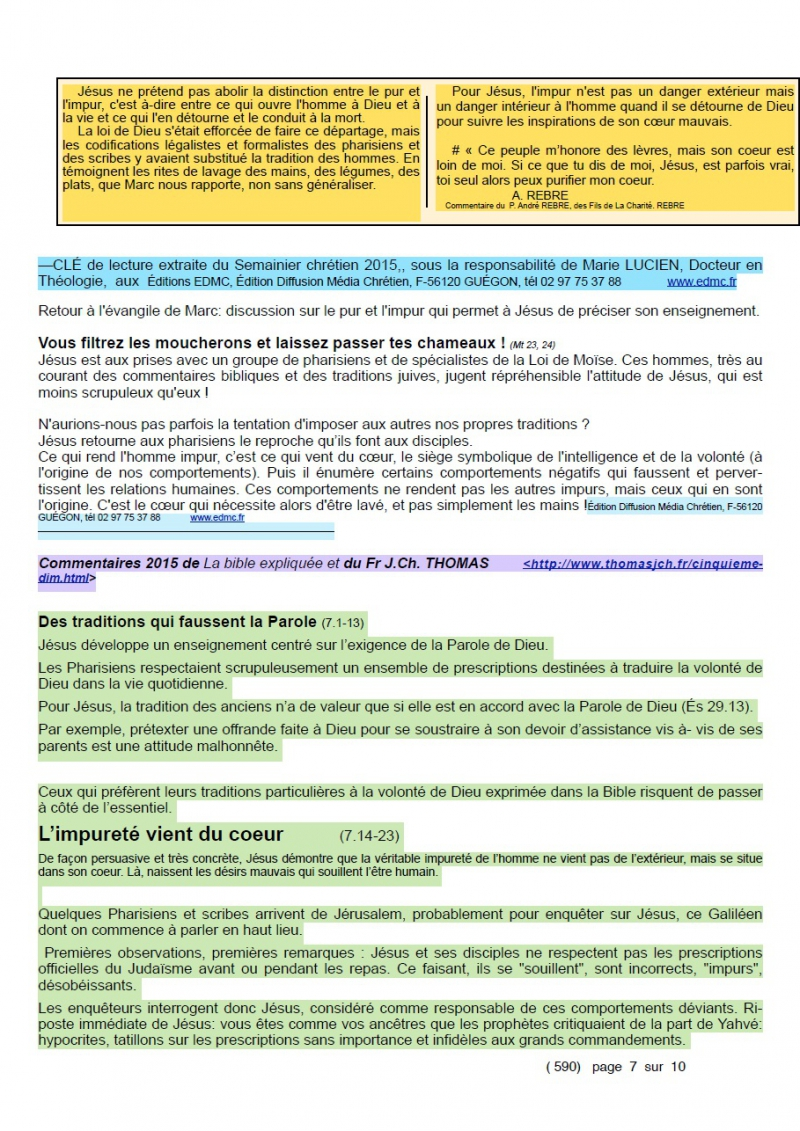 Jésus ne prétend pas abolir la distinction entre le pur et
l'impur, c'est à-dire entre ce qui ouvre l'homme à Dieu et à
la vie et ce qui l'en détourne et le conduit à la mort.
La loi de Dieu s'était efforcée de faire ce départage, mais
les codifications légalistes et formalistes des pharisiens et
des scribes y avaient substitué la tradition des hommes. En
témoignent les rites de lavage des mains, des légumes, des
plats, que Marc nous rapporte, non sans généraliser.
Pour Jésus, l'impur n'est pas un danger extérieur mais
un danger intérieur à l'homme quand il se détourne de Dieu
pour suivre les inspirations de son cœur mauvais.
# « Ce peuple m'honore des lèvres, mais son coeur est
loin de moi. Si ce que tu dis de moi, Jésus, est parfois vrai,
toi seul alors peux purifier mon coeur.
A. REBRE
Commentaire du P. André REBRE, des Fils de La Charité. REBRE
—CLÉ de lecture extraite du Semainier chrétien 2015,, sous la responsabilité de Marie LUCIEN, Docteur en
Théologie, aux Éditions EDMC, Édition Diffusion Média Chrétien, F-56120 GUÉGON, tél 02 97 75 37 88 www.edmc.fr
Retour à l'évangile de Marc: discussion sur le pur et l'impur qui permet à Jésus de préciser son enseignement.
Vous filtrez les moucherons et laissez passer tes chameaux ! (Mt 23, 24)
Jésus est aux prises avec un groupe de pharisiens et de spécialistes de la Loi de Moïse. Ces hommes, très au
courant des commentaires bibliques et des traditions juives, jugent répréhensible l'attitude de Jésus, qui est
moins scrupuleux qu'eux !
N'aurions-nous pas parfois la tentation d'imposer aux autres nos propres traditions ?
Jésus retourne aux pharisiens le reproche qu'ils font aux disciples.
Ce qui rend l'homme impur, c'est ce qui vient du cœur, le siège symbolique de l'intelligence et de la volonté (à
l'origine de nos comportements). Puis il énumère certains comportements négatifs qui faussent et perver-
tissent les relations humaines. Ces comportements ne rendent pas les autres impurs, mais ceux qui en sont
l'origine. C'est le cœur qui nécessite alors d'être lavé, et pas simplement les mains !Édition Diffusion Média Chrétien, F-56120
GUÉGON, tél 02 97 75 37 88 www.edmc.fr
Commentaires 2015 de La bible expliquée et du Fr J.Ch. THOMAS <http://www.thomasjch.fr/cinquieme-
dim.html>
Des traditions qui faussent la Parole (7.1-13)
Jésus développe un enseignement centré sur l'exigence de la Parole de Dieu.
Les Pharisiens respectaient scrupuleusement un ensemble de prescriptions destinées à traduire la volonté de
Dieu dans la vie quotidienne.
Pour Jésus, la tradition des anciens n'a de valeur que si elle est en accord avec la Parole de Dieu (És 29.13).
Par exemple, prétexter une offrande faite à Dieu pour se soustraire à son devoir d'assistance vis à- vis de ses
parents est une attitude malhonnête.
Ceux qui préfèrent leurs traditions particulières à la volonté de Dieu exprimée dans la Bible risquent de passer
à côté de l'essentiel.
L'impureté vient du coeur (7.14-23)
De façon persuasive et très concrète, Jésus démontre que la véritable impureté de l'homme ne vient pas de l'extérieur, mais se situe
dans son coeur. Là, naissent les désirs mauvais qui souillent l'être humain.
Quelques Pharisiens et scribes arrivent de Jérusalem, probablement pour enquêter sur Jésus, ce Galiléen
dont on commence à parler en haut lieu.
Premières observations, premières remarques : Jésus et ses disciples ne respectent pas les prescriptions
officielles du Judaïsme avant ou pendant les repas. Ce faisant, ils se "souillent", sont incorrects, "impurs",
désobéissants.
Les enquêteurs interrogent donc Jésus, considéré comme responsable de ces comportements déviants. Ri-
poste immédiate de Jésus: vous êtes comme vos ancêtres que les prophètes critiquaient de la part de Yahvé:
hypocrites, tatillons sur les prescriptions sans importance et infidèles aux grands commandements.
( 590) page 7 sur 10